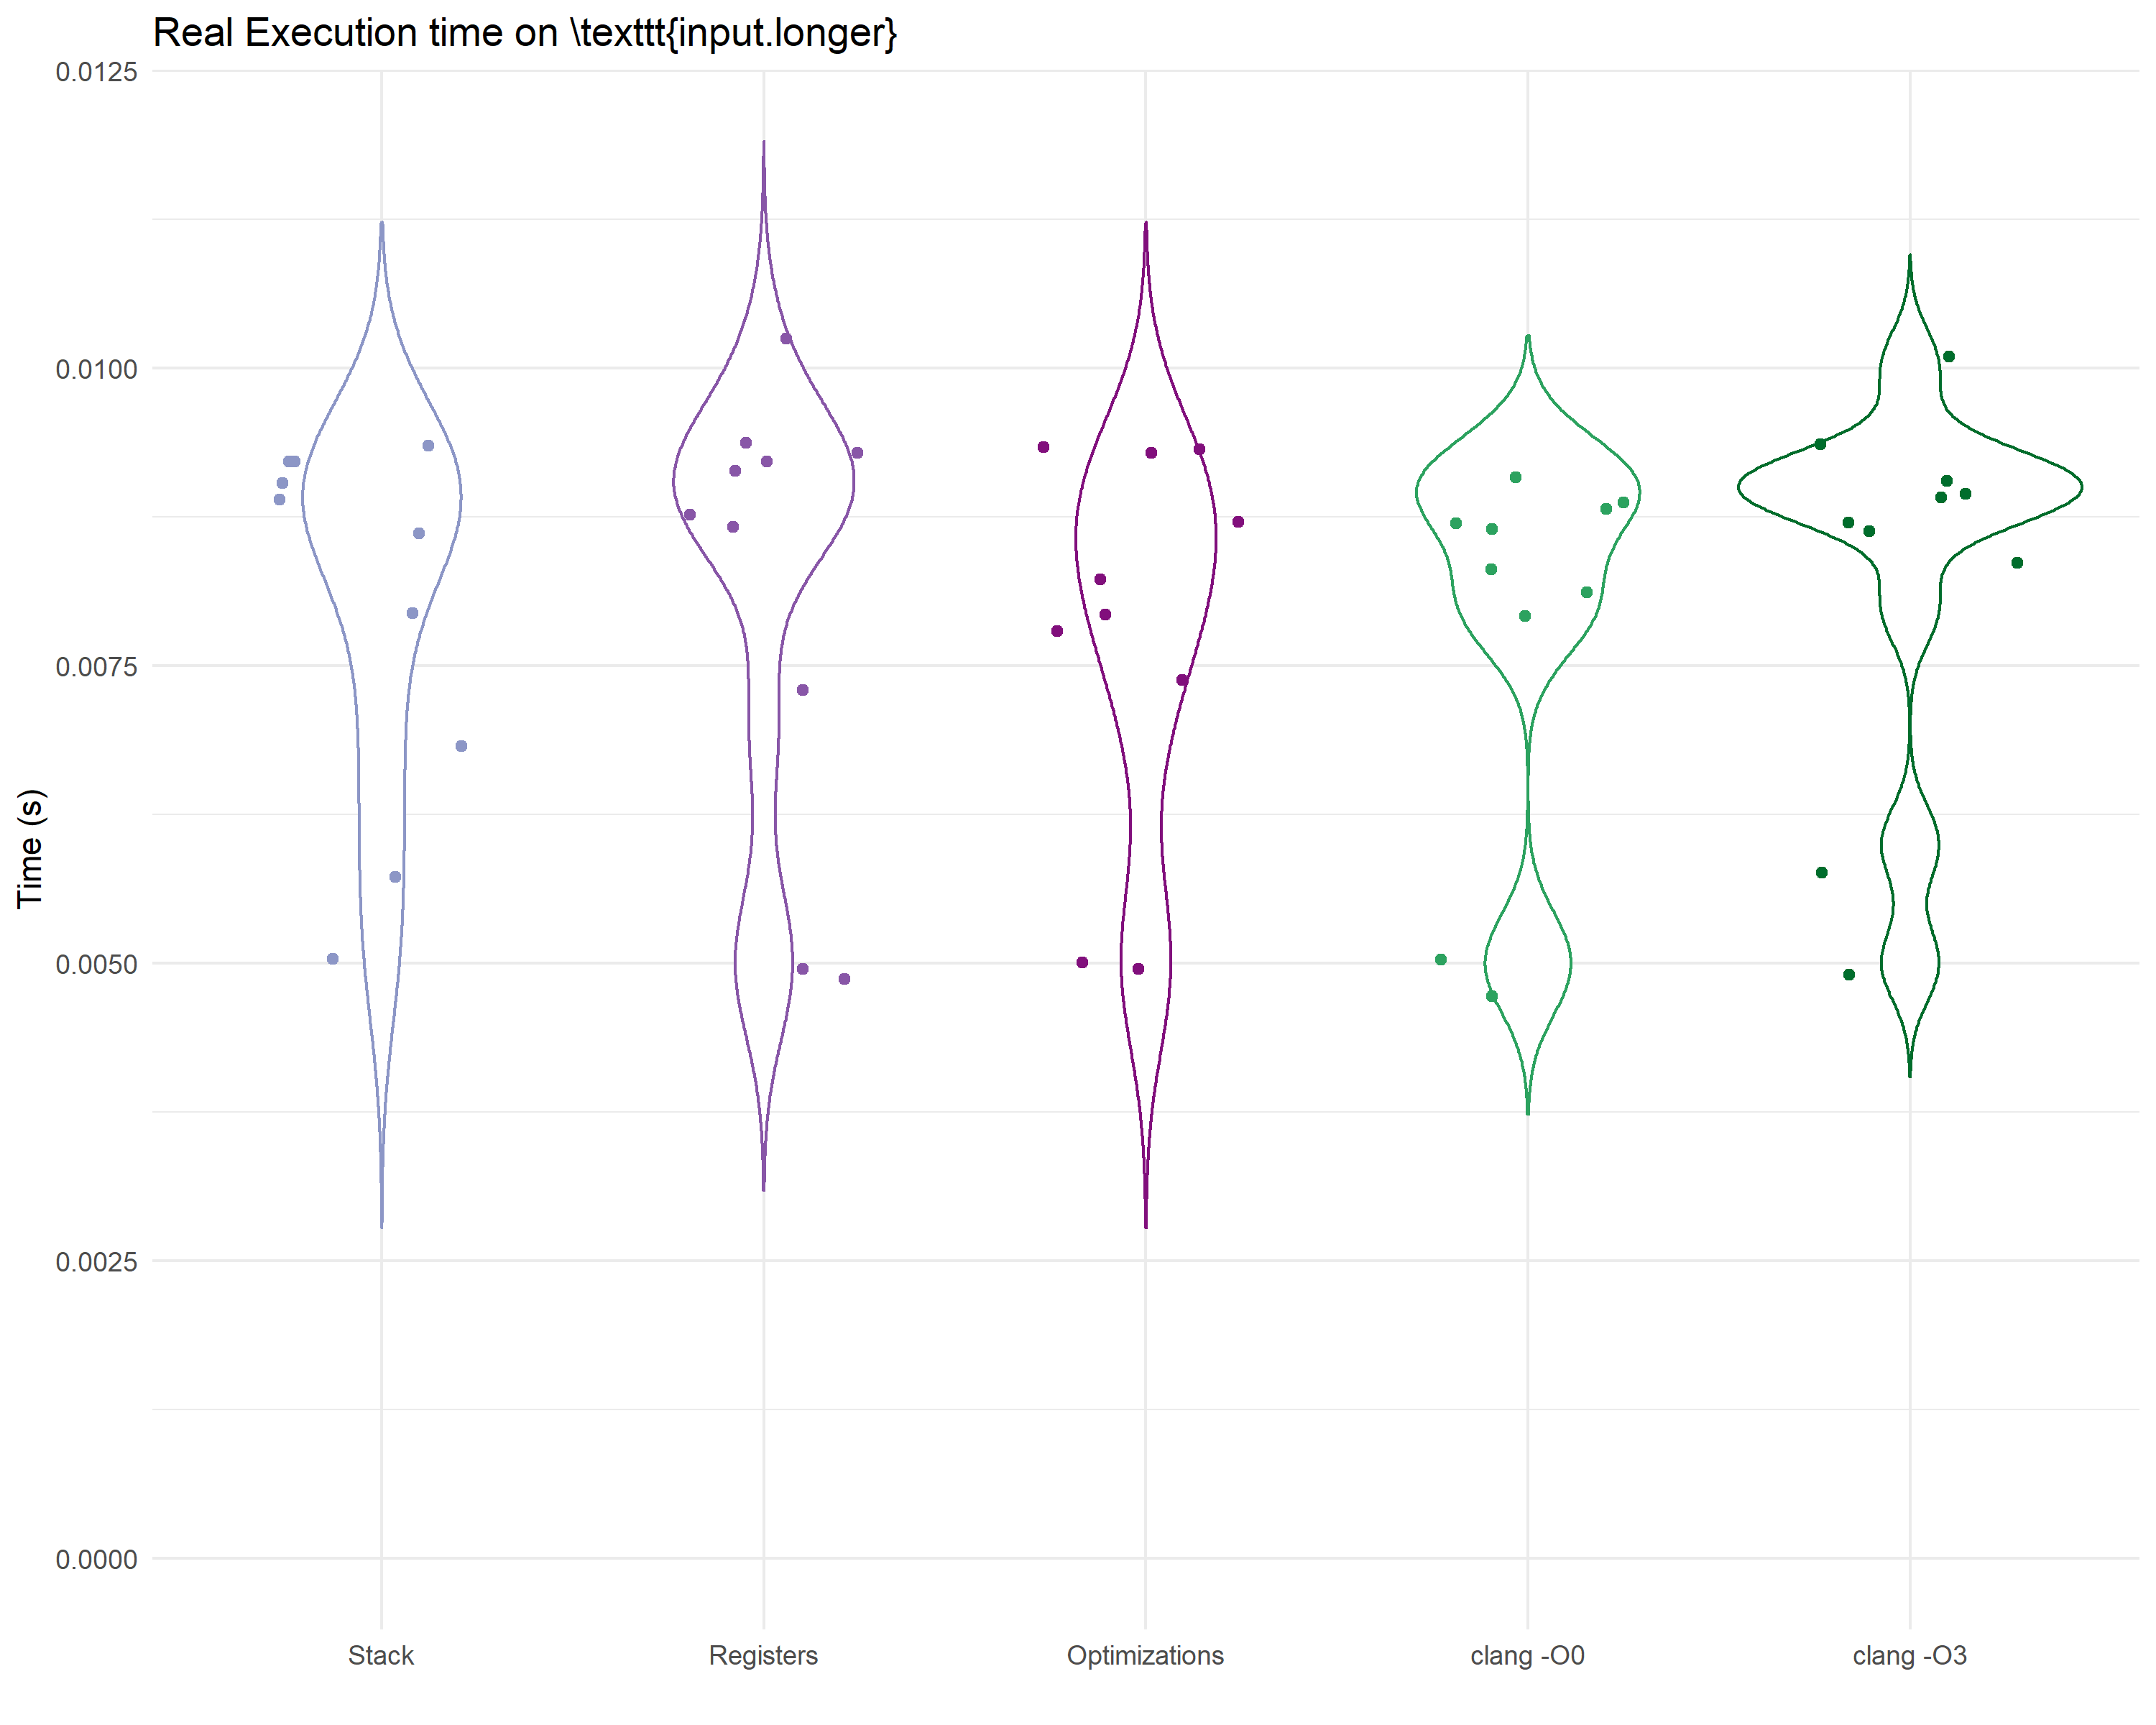 Real Execution time on \texttt{input.longer}
0.0125
0.0100
0.0075
0.0050
0.0025
0.0000
Time (s)
Stack Registers Optimizations clang -O0 clang -O3